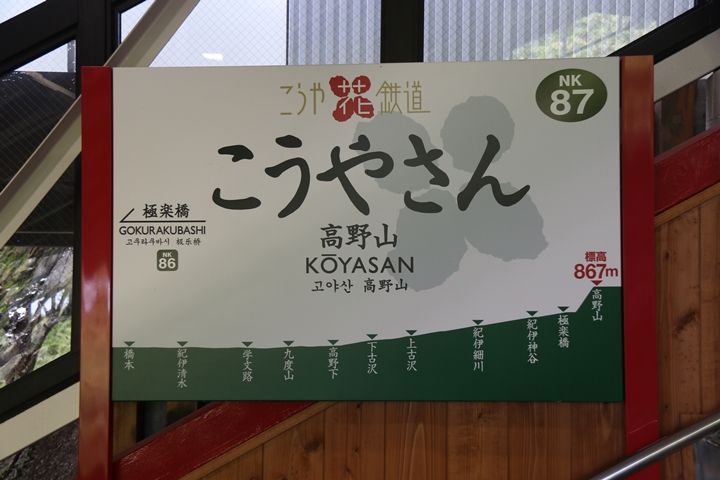 こうや花鉄道
NK
87
こうやさん
極楽橋
GOKURAKUBASHI
고쿠라쿠바시 极乐桥
NK
86
高野山
KŌYASAN
고야산 高野山
標高
867m
橋本
紀伊清水
学文路
九度山
高野下
下古沢
上古沢
紀伊細川
紀伊神谷
極楽橋
高野山